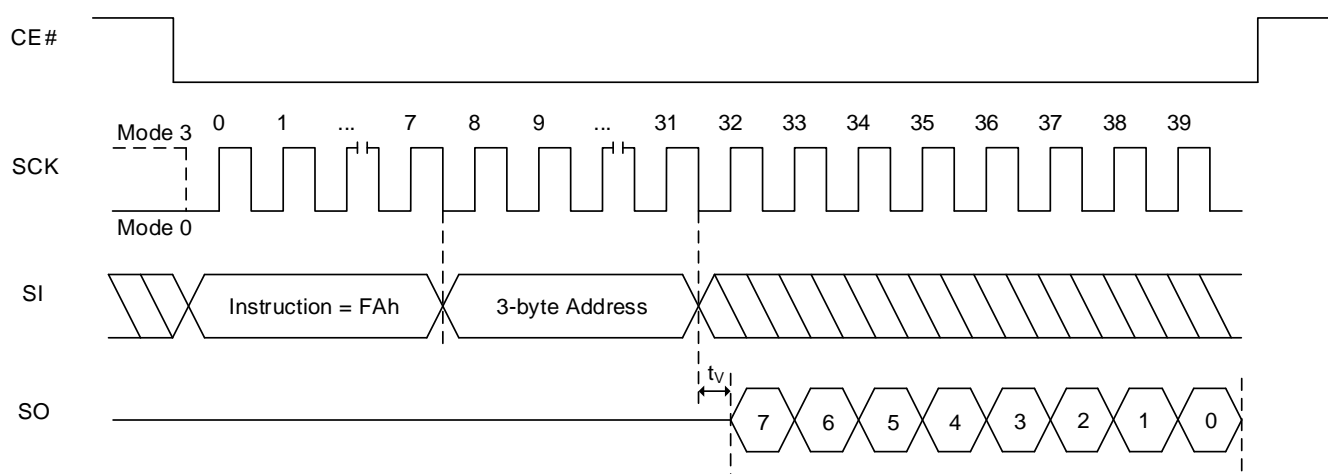 CE#
Mode 3 0 1 ... 7 8 9 ... 31 32 33 34 35 36 37 38 39
SCK
Mode 0
SI Instruction = FAh 3-byte Address
tV
SO 7 6 5 4 3 2 1 0